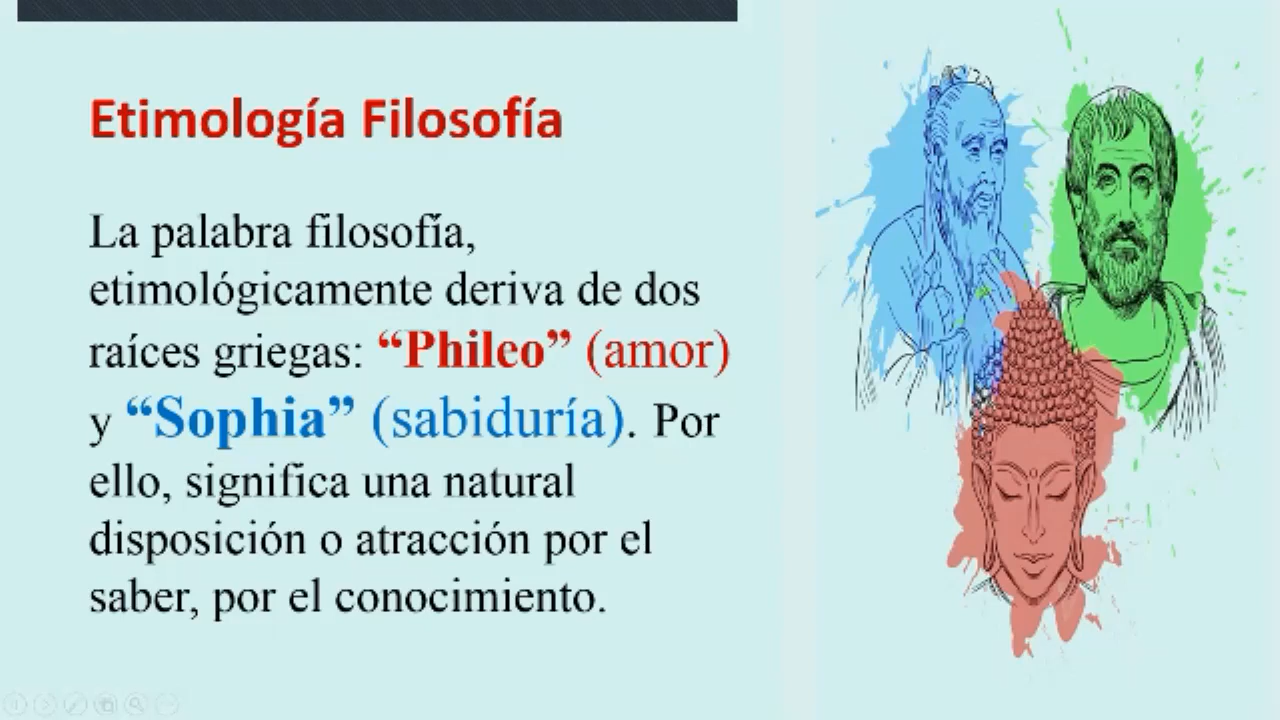 Etimología Filosofía
La palabra filosofía,
etimológicamente deriva de dos
raíces griegas: “Phileo” (amor)
y “Sophia” (sabiduría). Por
ello, significa una natural
disposición o atracción por el
saber, por el conocimiento.